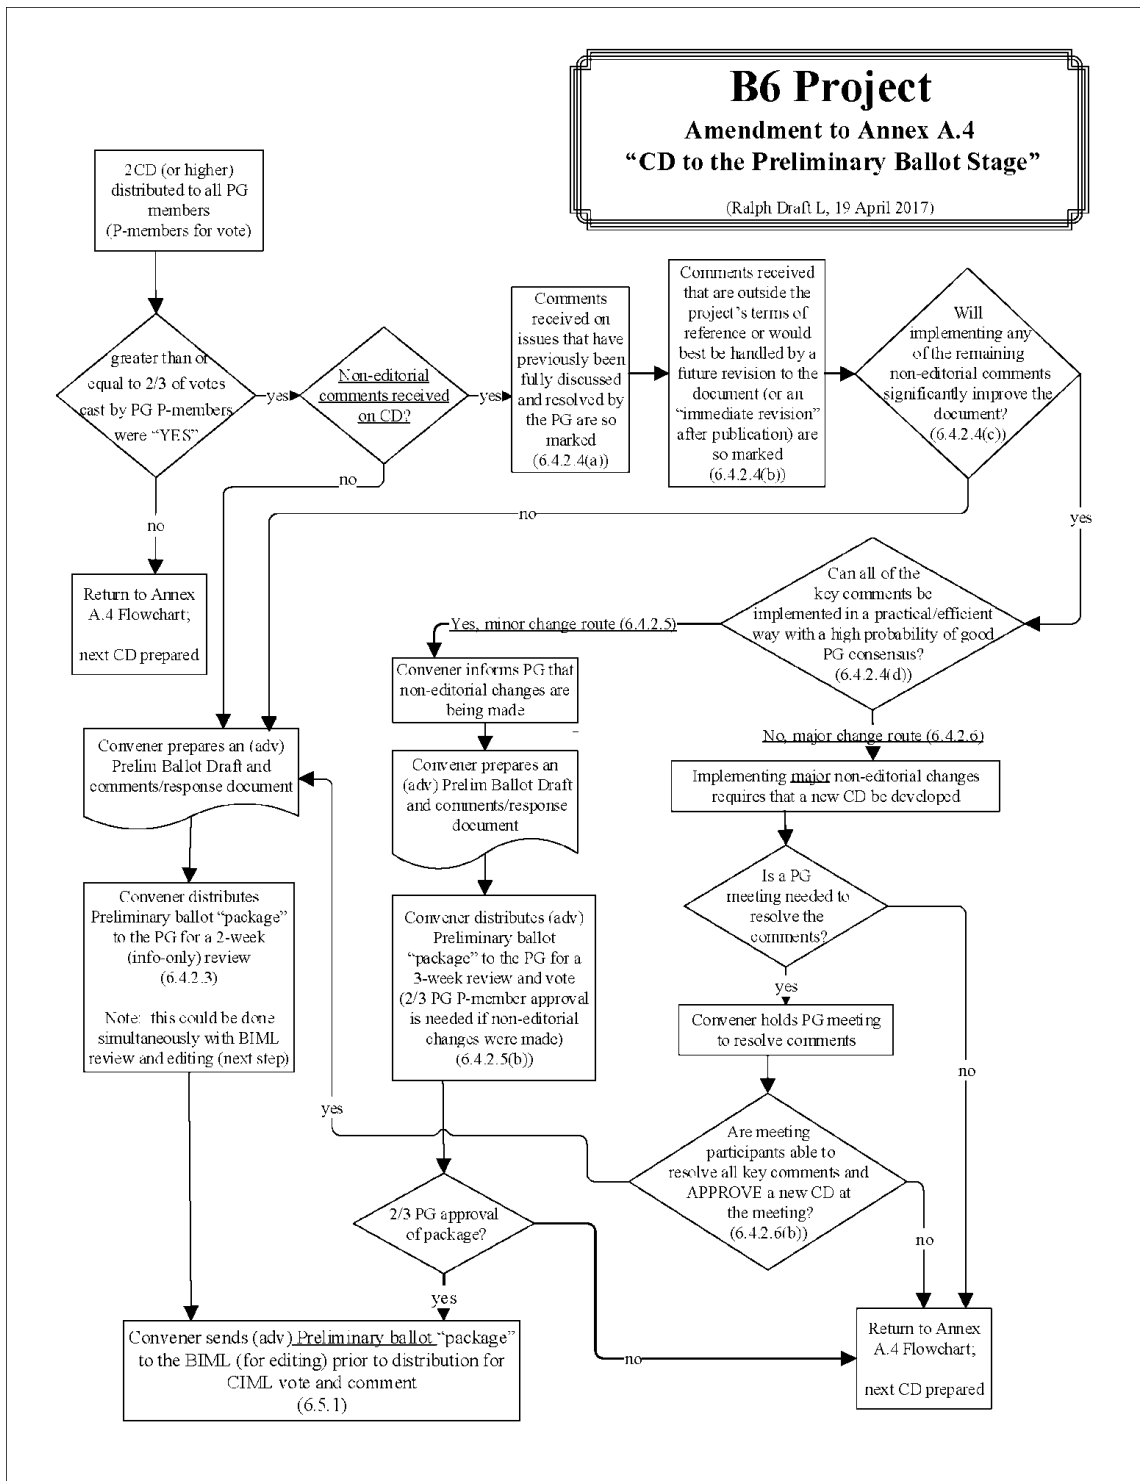 B6 Project
Amendment to Annex A.4
“CD to the Preliminary Ballot Stage”
(Ralph Draft L, 19 April 2017)
2CD (or higher)
distributed to all PG
members
(P-members for vote)
greater than or
equal to 2/3 of votes
cast by PG P-members
were “YES”
yes
no
Return to Annex
A.4 Flowchart;
next CD prepared
Non-editorial
comments received
on CD?
yes
no
Comments
received on
issues that have
previously been
fully discussed
and resolved
by the PG are so
marked
(6.4.2.4(a))
Comments received
that are outside the
project’s terms of
reference or would
best be handled by a
future revision to the
document (or an
“immediate revision”
after publication) are
so marked
(6.4.2.4(b))
Will
implementing any
of the remaining
non-editorial comments
significantly improve the
document?
(6.4.2.4(c))
no
yes
Can all of the
key comments be
implemented in a practical/efficient
way with a high probability of good
PG consensus?
(6.4.2.4(d))
Yes, minor change route (6.4.2.5)
Convener informs PG that
non-editorial changes are
being made
No, major change route (6.4.2.6)
Convener prepares an (adv)
Prelim Ballot Draft and
comments/response document
Convener prepares an
(adv) Prelim Ballot Draft
and comments/response
document
Implementing major non-editorial changes
requires that a new CD be developed
Is a PG
meeting needed to
resolve the
comments?
yes
no
Convener distributes
Preliminary ballot “package”
to the PG for a 2-week
(info-only) review
(6.4.2.3)
Note: this could be done
simultaneously with BIML
review and editing (next step)
Convener distributes (adv)
Preliminary ballot
“package” to the PG for a
3-week review and vote
(2/3 PG P-member approval
is needed if non-editorial
changes were made)
(6.4.2.5(b))
Convener holds PG meeting
to resolve comments
yes
Are meeting
participants able to
resolve all key comments and
APPROVE a new CD at
the meeting?
(6.4.2.6(b))
no
2/3 PG approval
of package?
yes
no
Convener sends (adv) Preliminary ballot “package”
to the BIML (for editing) prior to distribution for
CIML vote and comment
(6.5.1)
Return to Annex
A.4 Flowchart;
next CD prepared